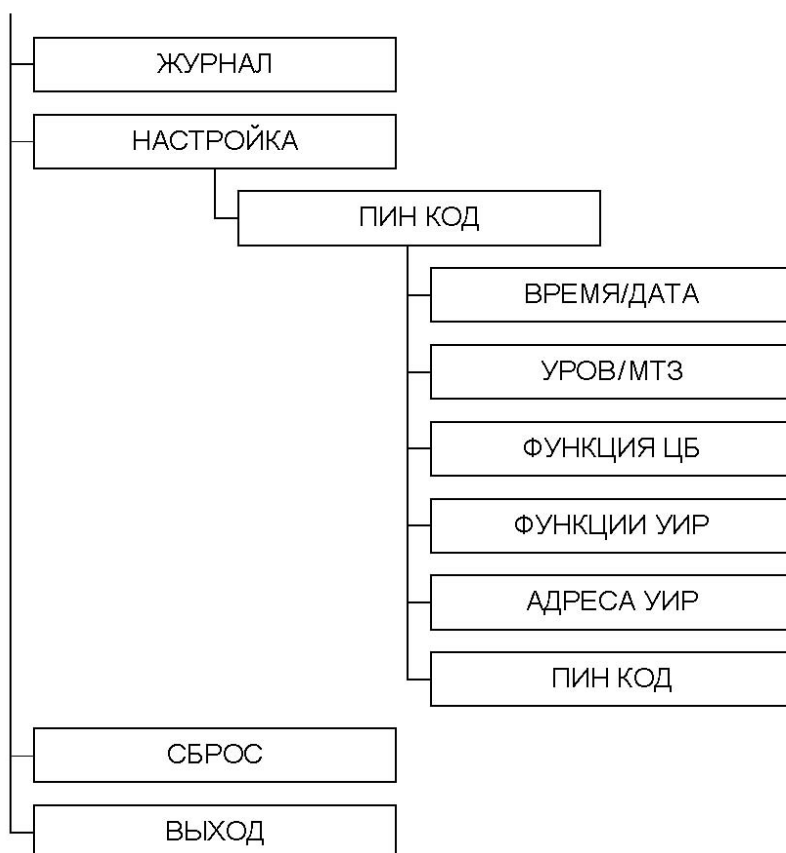 ЖУРНАЛ
НАСТРОЙКА
ПИН КОД
ВРЕМЯ/ДАТА
УРОВ/МТЗ
ФУНКЦИЯ ЦБ
ФУНКЦИИ УИР
АДРЕСА УИР
ПИН КОД
СБРОС
ВЫХОД